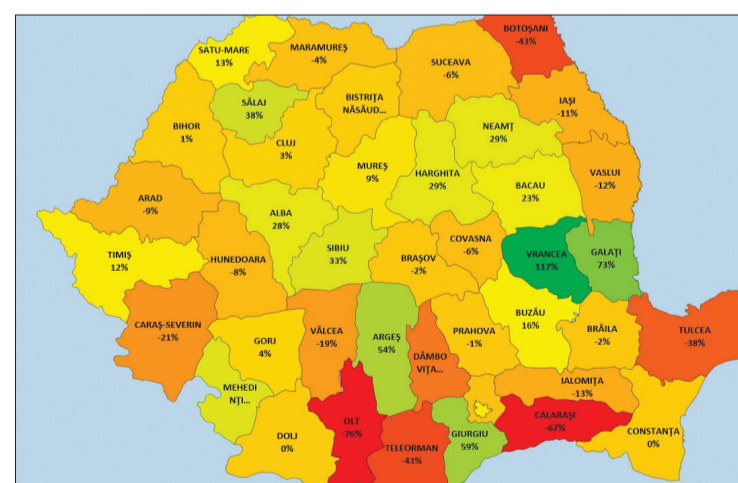 BOTOȘANI
-43%
SATU-MARE
13%
MARAMUREȘ
-4%
SUCEAVA
-6%
SĂLAJ
38%
BISTRIȚA
NĂSĂUD...
IAȘI
-11%
BIHOR
1%
CLUJ
3%
NEAMȚ
29%
MUREȘ
9%
HARGHITA
29%
BACAU
23%
VASLUI
-12%
ARAD
-9%
ALBA
28%
SIBIU
33%
COVASNA
-6%
BRAȘOV
-2%
VRANCEA
117%
GALAȚI
73%
TIMIȘ
12%
HUNEDOARA
-8%
CARAȘ-SEVERIN
-21%
GORJ
4%
VÂLCEA
-19%
ARGEȘ
54%
DÂMBO
VIȚA...
PRAHOVA
-1%
BUZĂU
16%
BRĂILA
-2%
TULCEA
-38%
MEHEDI
NȚI...
IALOMIȚA
-13%
DOLJ
0%
OLT
-76%
TELEORMAN
-43%
GIURGIU
59%
CALARAȘI
-67%
CONSTANȚA
0%